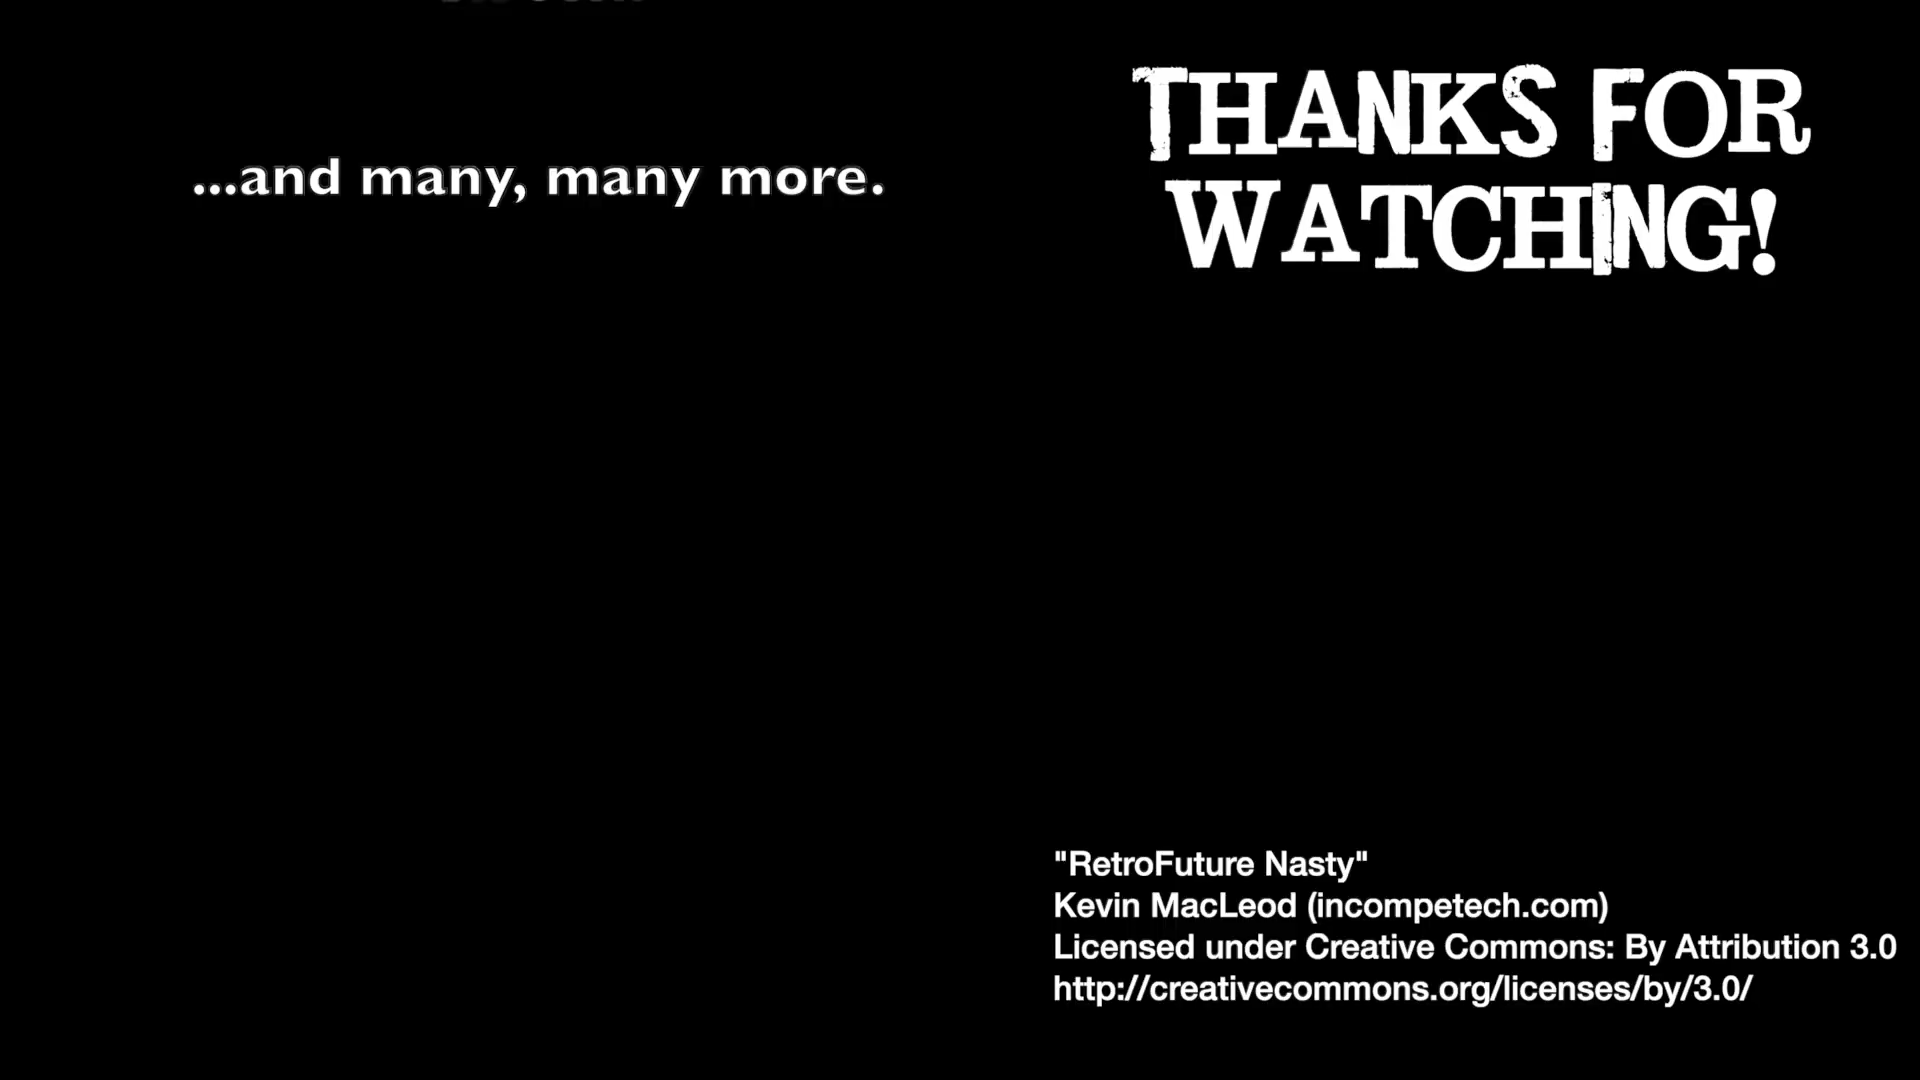 ...and many, many more.
THANKS FOR
WATCHING!
"RetroFuture Nasty"
Kevin MacLeod (incompetech.com)
Licensed under Creative Commons: By Attribution 3.0
http://creativecommons.org/licenses/by/3.0/